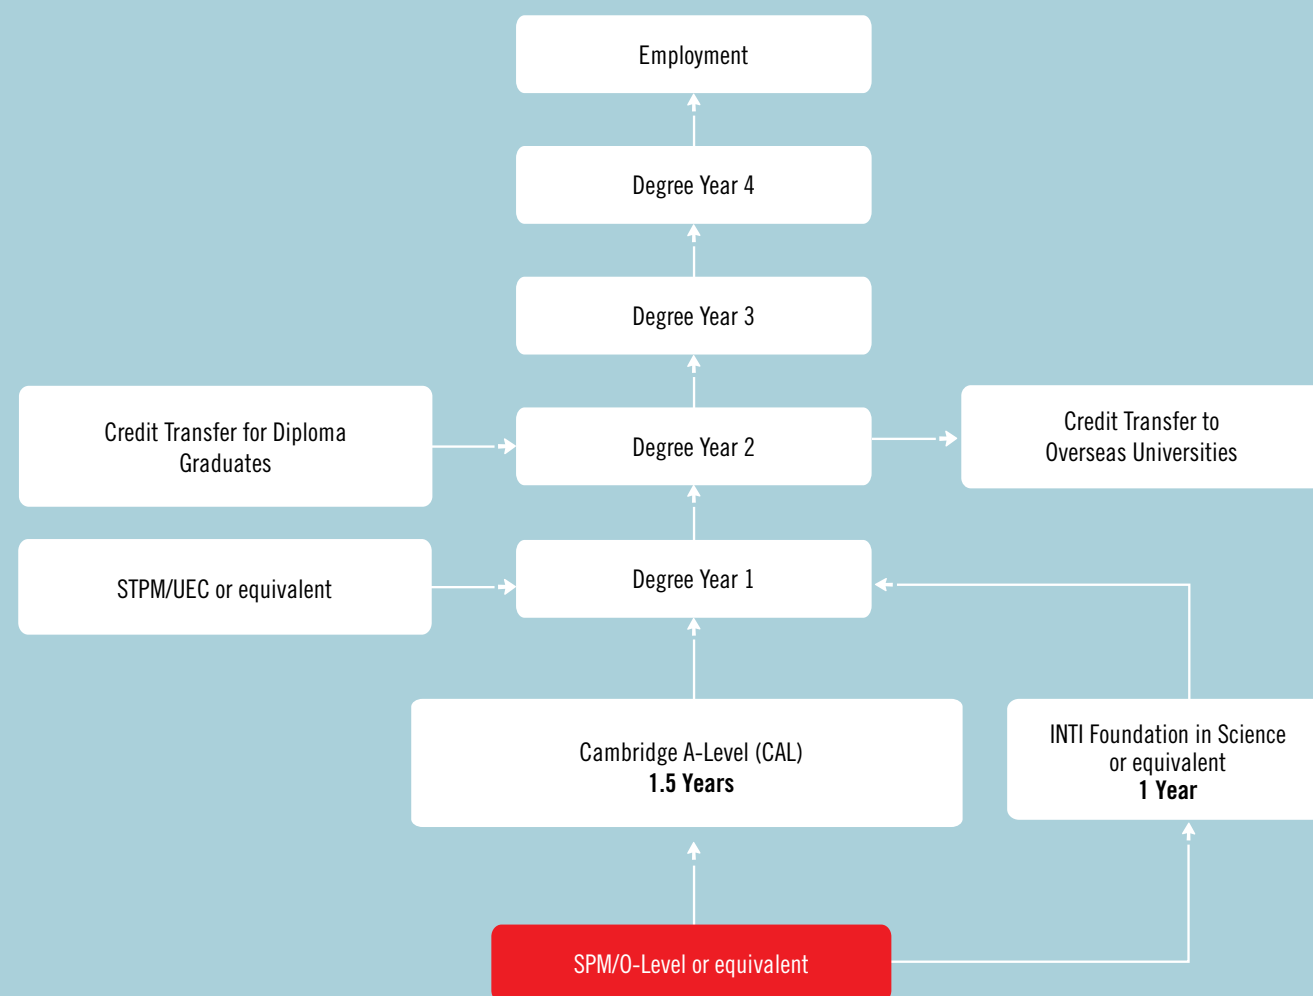 Employment
Degree Year 4
Degree Year 3
Credit Transfer for Diploma
Graduates
Degree Year 2
Credit Transfer to
Overseas Universities
STPM/UEC or equivalent
Degree Year 1
Cambridge A-Level (CAL)
1.5 Years
INTI Foundation in Science
or equivalent
1 Year
SPM/O-Level or equivalent